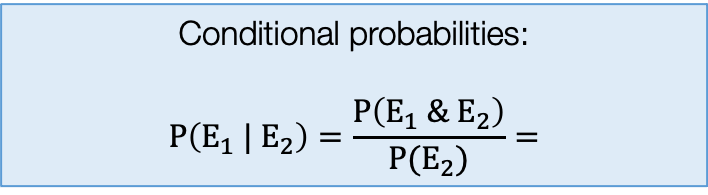 Conditional probabilities:
P(E₁ | E₂) = P(E₁ & E₂) / P(E₂) =